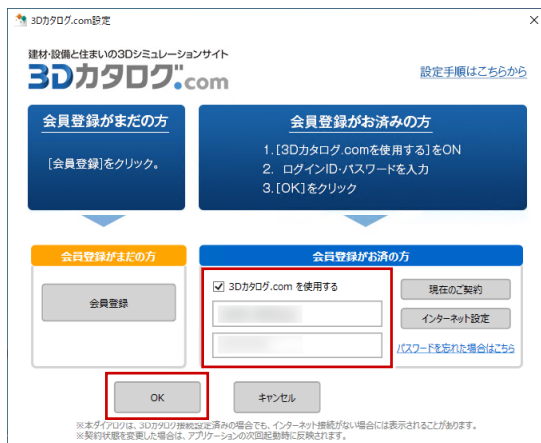 3Dカタログ.com設定
建材・設備と住まいの3Dシミュレーションサイト
3Dカタログ.com
設定手順はこちらから
会員登録がまだの方
[会員登録]をクリック。
会員登録がお済みの方
1.[3Dカタログ.comを使用する]をON
2. ログインID・パスワードを入力
3.[OK]をクリック
会員登録がまだの方
会員登録
会員登録がお済の方
3Dカタログ.com を使用する
現在のご契約
インターネット設定
パスワードを忘れた場合はこちら
OK
キャンセル
※本ダイアログは、3Dカタログ接続設定済みの場合でも、インターネット接続がない場合には表示されることがあります。
※契約状態を変更した場合は、アプリケーションの次回起動時に反映されます。